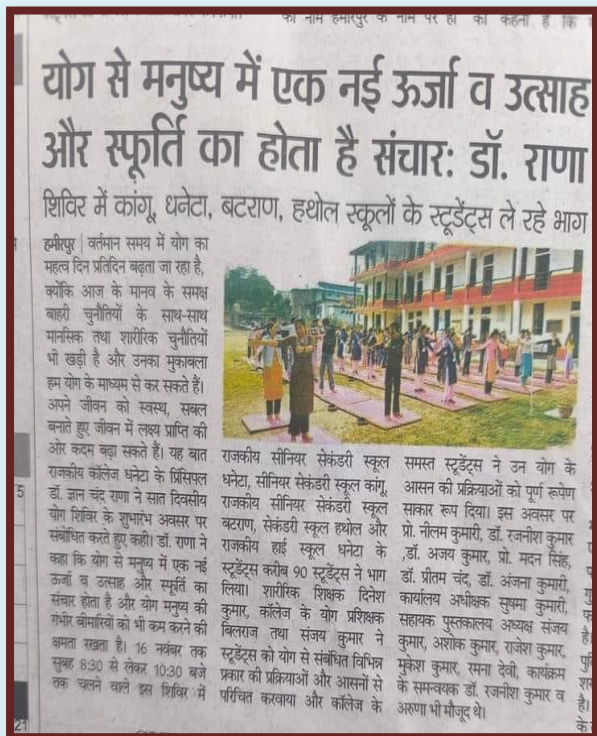 का नाम हमीरपुर के नाम पर ही
का कहना है कि
योग से मनुष्य में एक नई ऊर्जा व उत्साह
और स्फूर्ति का होता है संचार: डॉ. राणा
शिविर में कांगू, धनेटा, बटराण, हथोल स्कूलों के स्टूडेंट्स ले रहे भाग
हमीरपुर | वर्तमान समय में योग का
महत्व दिन प्रतिदिन बढ़ता जा रहा है,
क्योंकि आज के मानव के समक्ष
बाहरी चुनौतियों के साथ-साथ
मानसिक तथा शारीरिक चुनौतियों
भी खड़ी है और उनका मुकाबला
हम योग के माध्यम से कर सकते हैं।
अपने जीवन को स्वस्थ, सबल
बनाते हुए जीवन में लक्ष्य प्राप्ति की
ओर कदम बढ़ा सकते हैं। यह बात
राजकीय कॉलेज धनेटा के प्रिंसिपल
डॉ. ज्ञान चंद राणा ने सात दिवसीय
योग शिविर के शुभारंभ अवसर पर
संबोधित करते हुए कही। डॉ. राणा ने
कहा कि योग से मनुष्य में एक नई
ऊर्जा व उत्साह और स्फूर्ति का
संचार होता है और योग मनुष्य की
गंभीर बीमारियों को भी कम करने की
क्षमता रखता है। 16 नवंबर तक
सुबह 8:30 से लेकर 10:30 बजे
तक चलने वाले इस शिविर में
राजकीय सीनियर सेकंडरी स्कूल
धनेटा, सीनियर सेकंडरी स्कूल कांगू,
राजकीय सीनियर सेकंडरी स्कूल
बटराण, सेकंडरी स्कूल हथोल और
राजकीय हाई स्कूल धनेटा के
स्टूडेंट्स करीब 90 स्टूडेंट्स ने भाग
लिया। शारीरिक शिक्षक दिनेश
कुमार, कॉलेज के योग प्रशिक्षक
बिलराज तथा संजय कुमार ने
स्टूडेंट्स को योग से संबंधित विभिन्न
प्रकार की प्रक्रियाओं और आसनों से
परिचित करवाया और कॉलेज के
समस्त स्टूडेंट्स ने उन योग के
आसन की प्रक्रियाओं को पूर्ण रूपेण
साकार रूप दिया। इस अवसर पर
प्रो. नीलम कुमारी, डॉ. रजनीश कुमार
,डॉ. अजय कुमार, प्रो. मदन सिंह,
डॉ. प्रीतम चंद, डॉ. अंजना कुमारी,
कार्यालय अधीक्षक सुषमा कुमारी,
सहायक पुस्तकालय अध्यक्ष संजय
कुमार, अशोक कुमार, राजेश कुमार,
मुकेश कुमार, रमना देवी, कार्यक्रम
के समन्वयक डॉ. रजनीश कुमार व
अरुणा भी मौजूद थे।
5
21